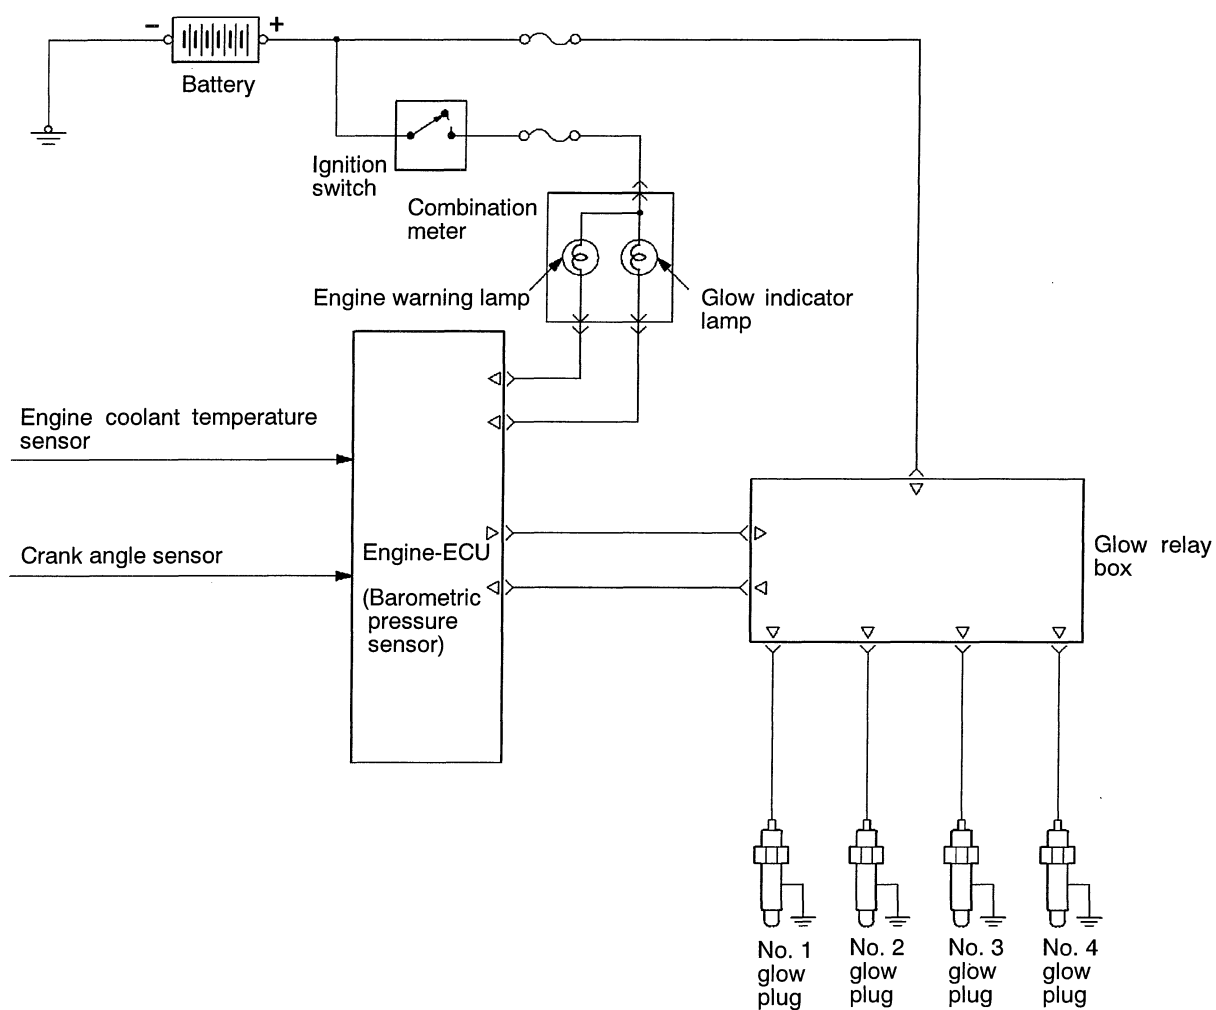 − +
Battery
Ignition
switch
Combination
meter
Engine warning lamp
Glow indicator
lamp
Engine coolant temperature
sensor
Crank angle sensor
Engine-ECU
(Barometric
pressure
sensor)
Glow relay
box
No. 1
glow
plug
No. 2
glow
plug
No. 3
glow
plug
No. 4
glow
plug